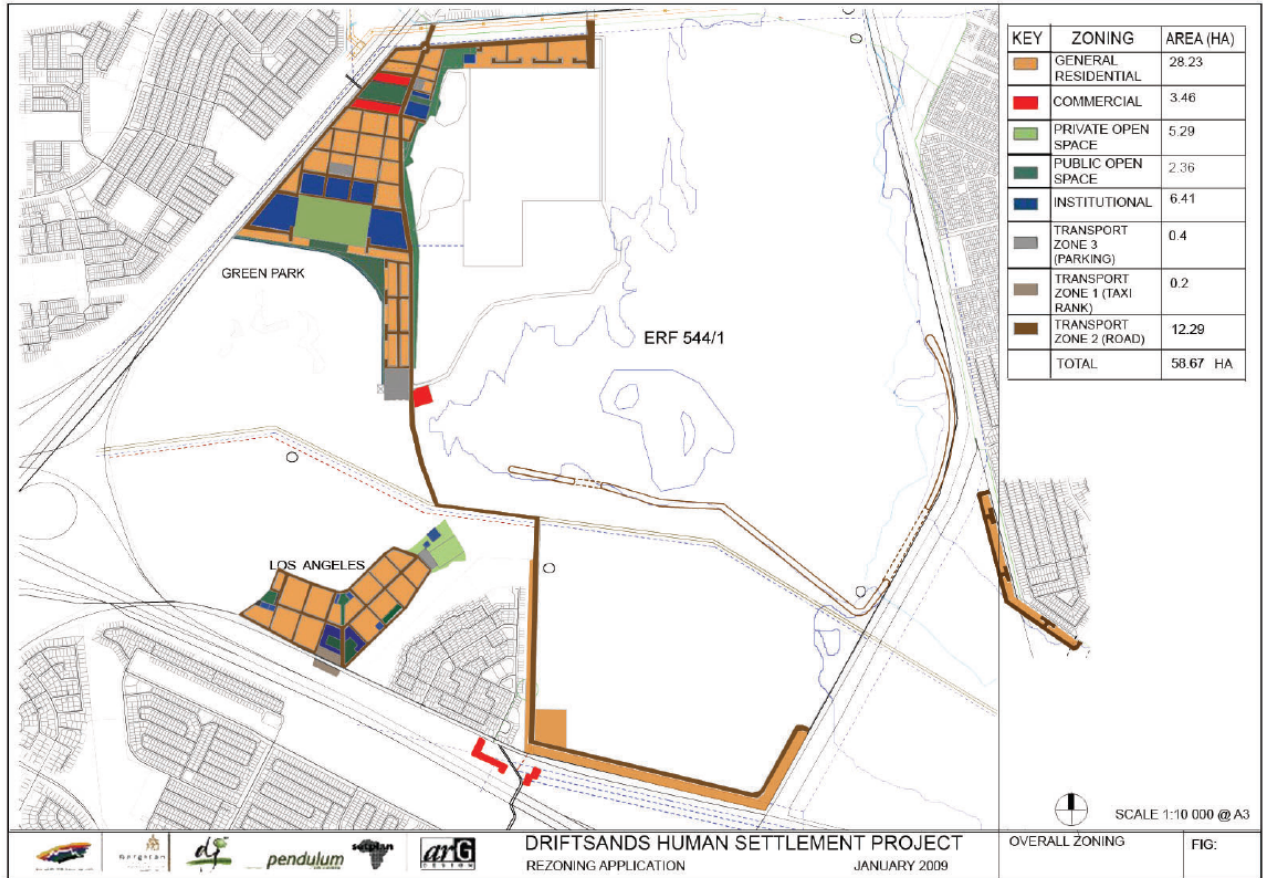 KEY ZONING AREA (HA)
GENERAL RESIDENTIAL 28.23
COMMERCIAL 3.46
PRIVATE OPEN SPACE 5.29
PUBLIC OPEN SPACE 2.36
INSTITUTIONAL 6.41
TRANSPORT ZONE 3 (PARKING) 0.4
TRANSPORT ZONE 1 (TAXI RANK) 0.2
TRANSPORT ZONE 2 (ROAD) 12.29
TOTAL 58.67 HA
GREEN PARK
ERF 544/1
LOS ANGELES
SCALE 1:10 000 @ A3
pendulum
setplan
arG
DESIGN
DRIFTSANDS HUMAN SETTLEMENT PROJECT
REZONING APPLICATION JANUARY 2009
OVERALL ZONING
FIG: